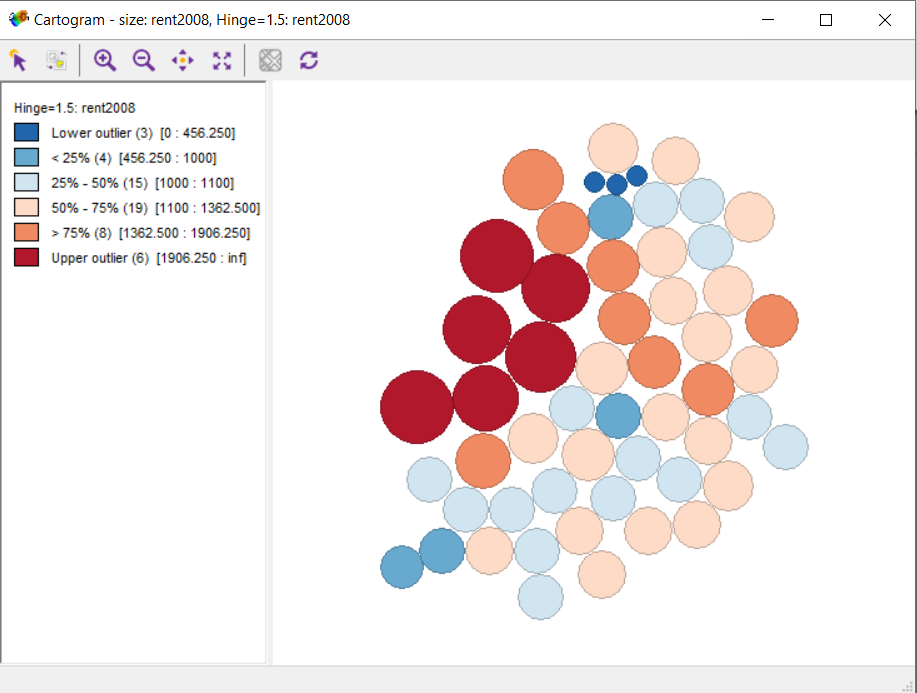 Cartogram - size: rent2008, Hinge=1.5: rent2008
Hinge=1.5: rent2008
Lower outlier (3) [0 : 456.250]
< 25% (4) [456.250 : 1000]
25% - 50% (15) [1000 : 1100]
50% - 75% (19) [1100 : 1362.500]
> 75% (8) [1362.500 : 1906.250]
Upper outlier (6) [1906.250 : inf]